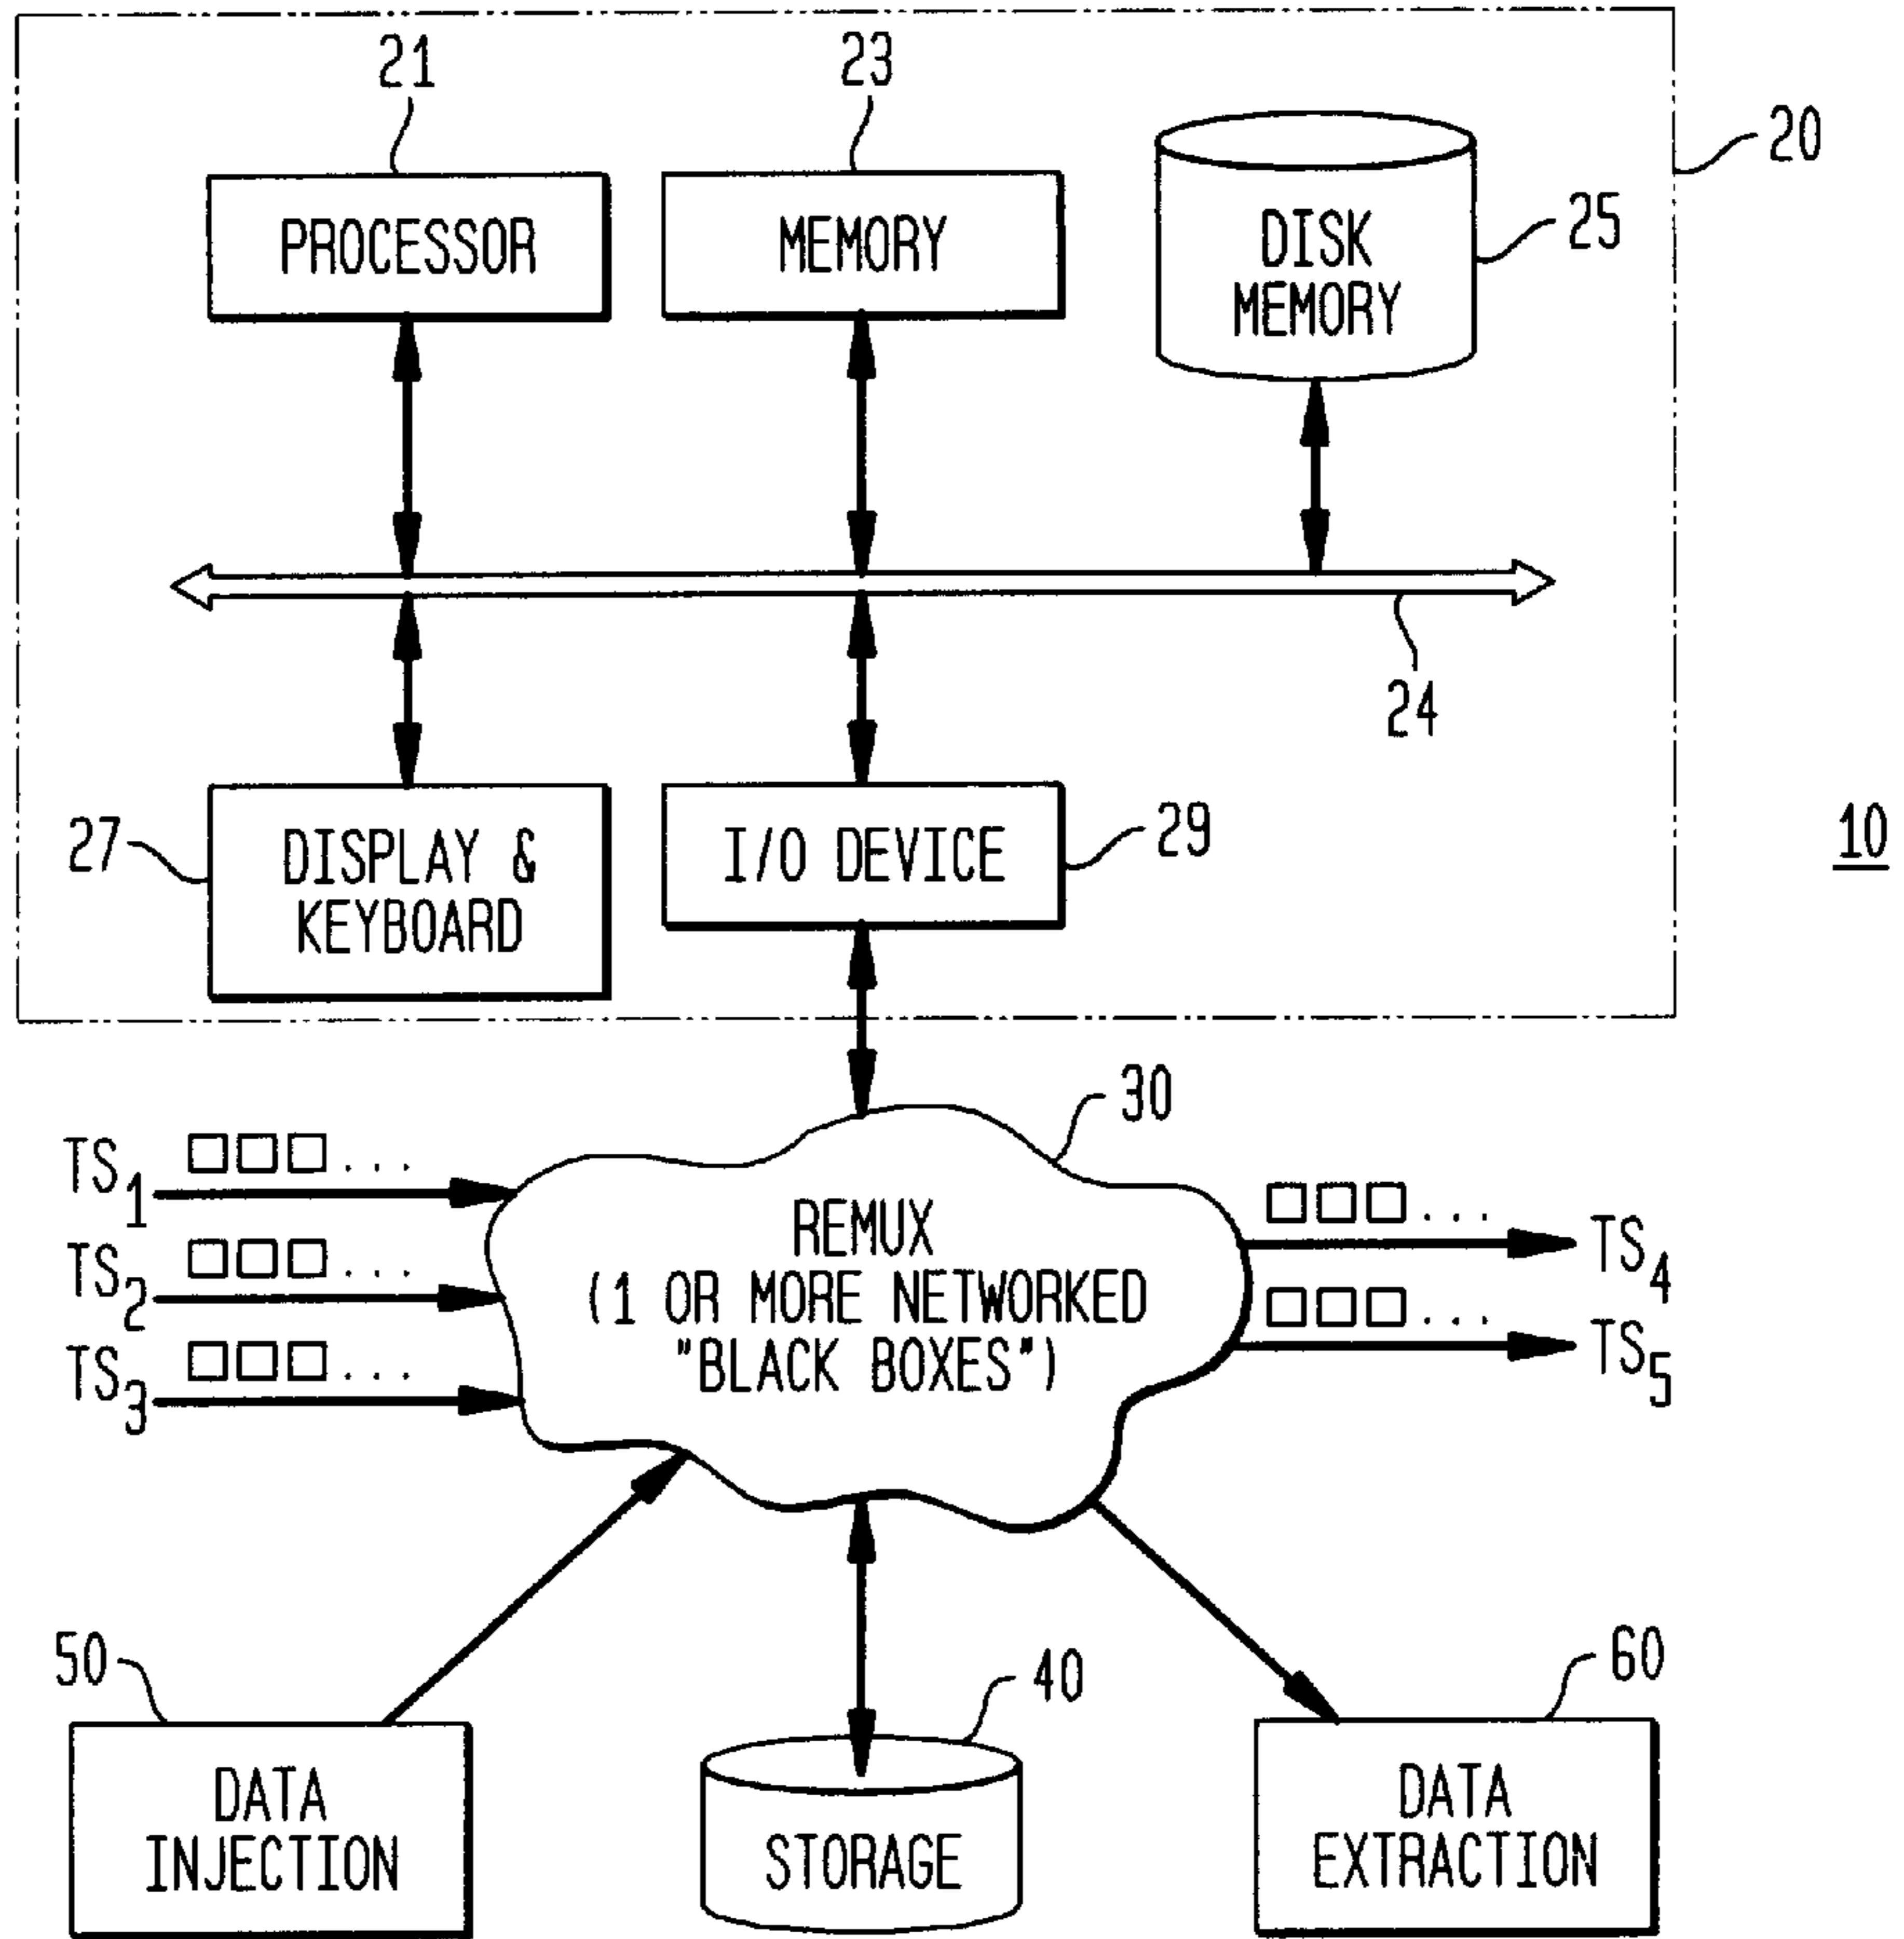 21
23
20
PROCESSOR
MEMORY
DISK
MEMORY
25
24
27
DISPLAY &
KEYBOARD
I/O DEVICE
29
10
30
TS1 ...
TS2 ...
TS3 ...
REMUX
(1 OR MORE NETWORKED
"BLACK BOXES")
... TS4
... TS5
50
40
60
DATA
INJECTION
STORAGE
DATA
EXTRACTION